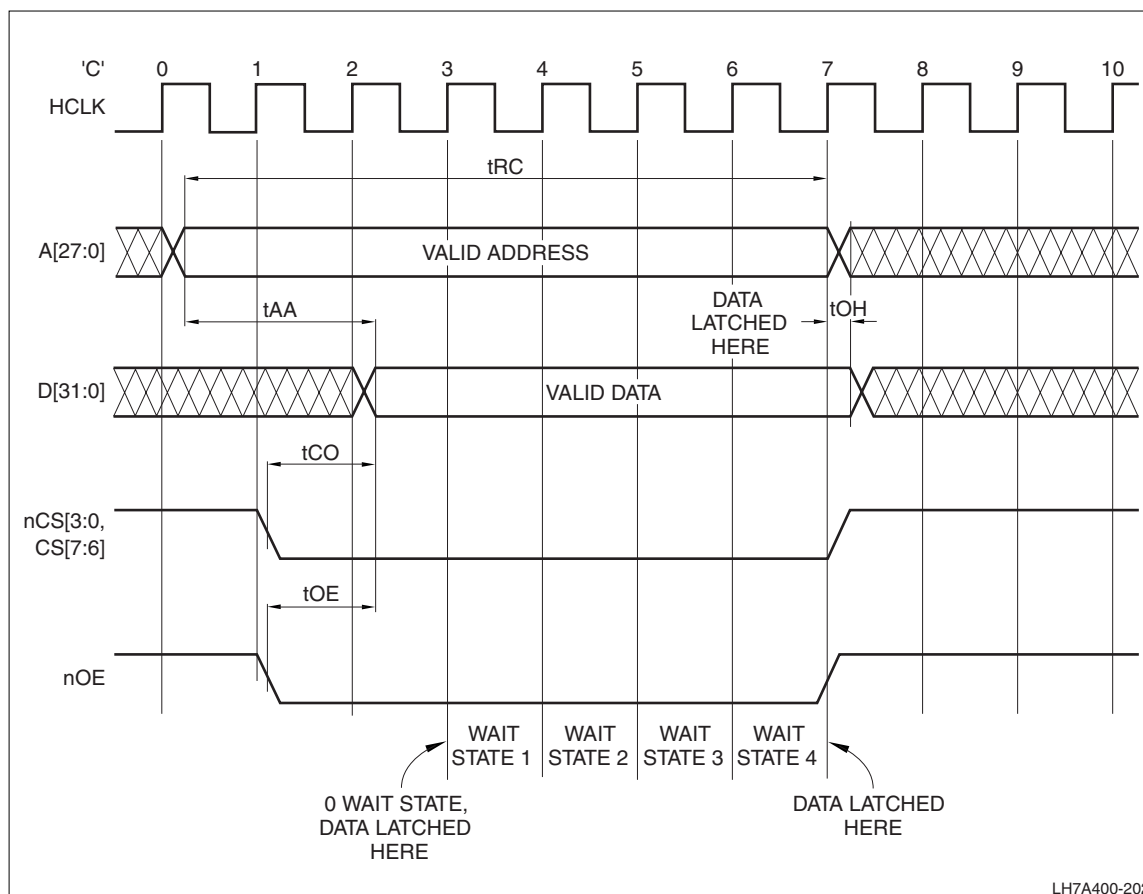 'C' 0 1 2 3 4 5 6 7 8 9 10
HCLK
tRC
A[27:0]
VALID ADDRESS
tAA
DATA
LATCHED
HERE
tOH
D[31:0]
VALID DATA
tCO
nCS[3:0,
CS[7:6]
tOE
nOE
WAIT
STATE 1
WAIT
STATE 2
WAIT
STATE 3
WAIT
STATE 4
0 WAIT STATE,
DATA LATCHED
HERE
DATA LATCHED
HERE